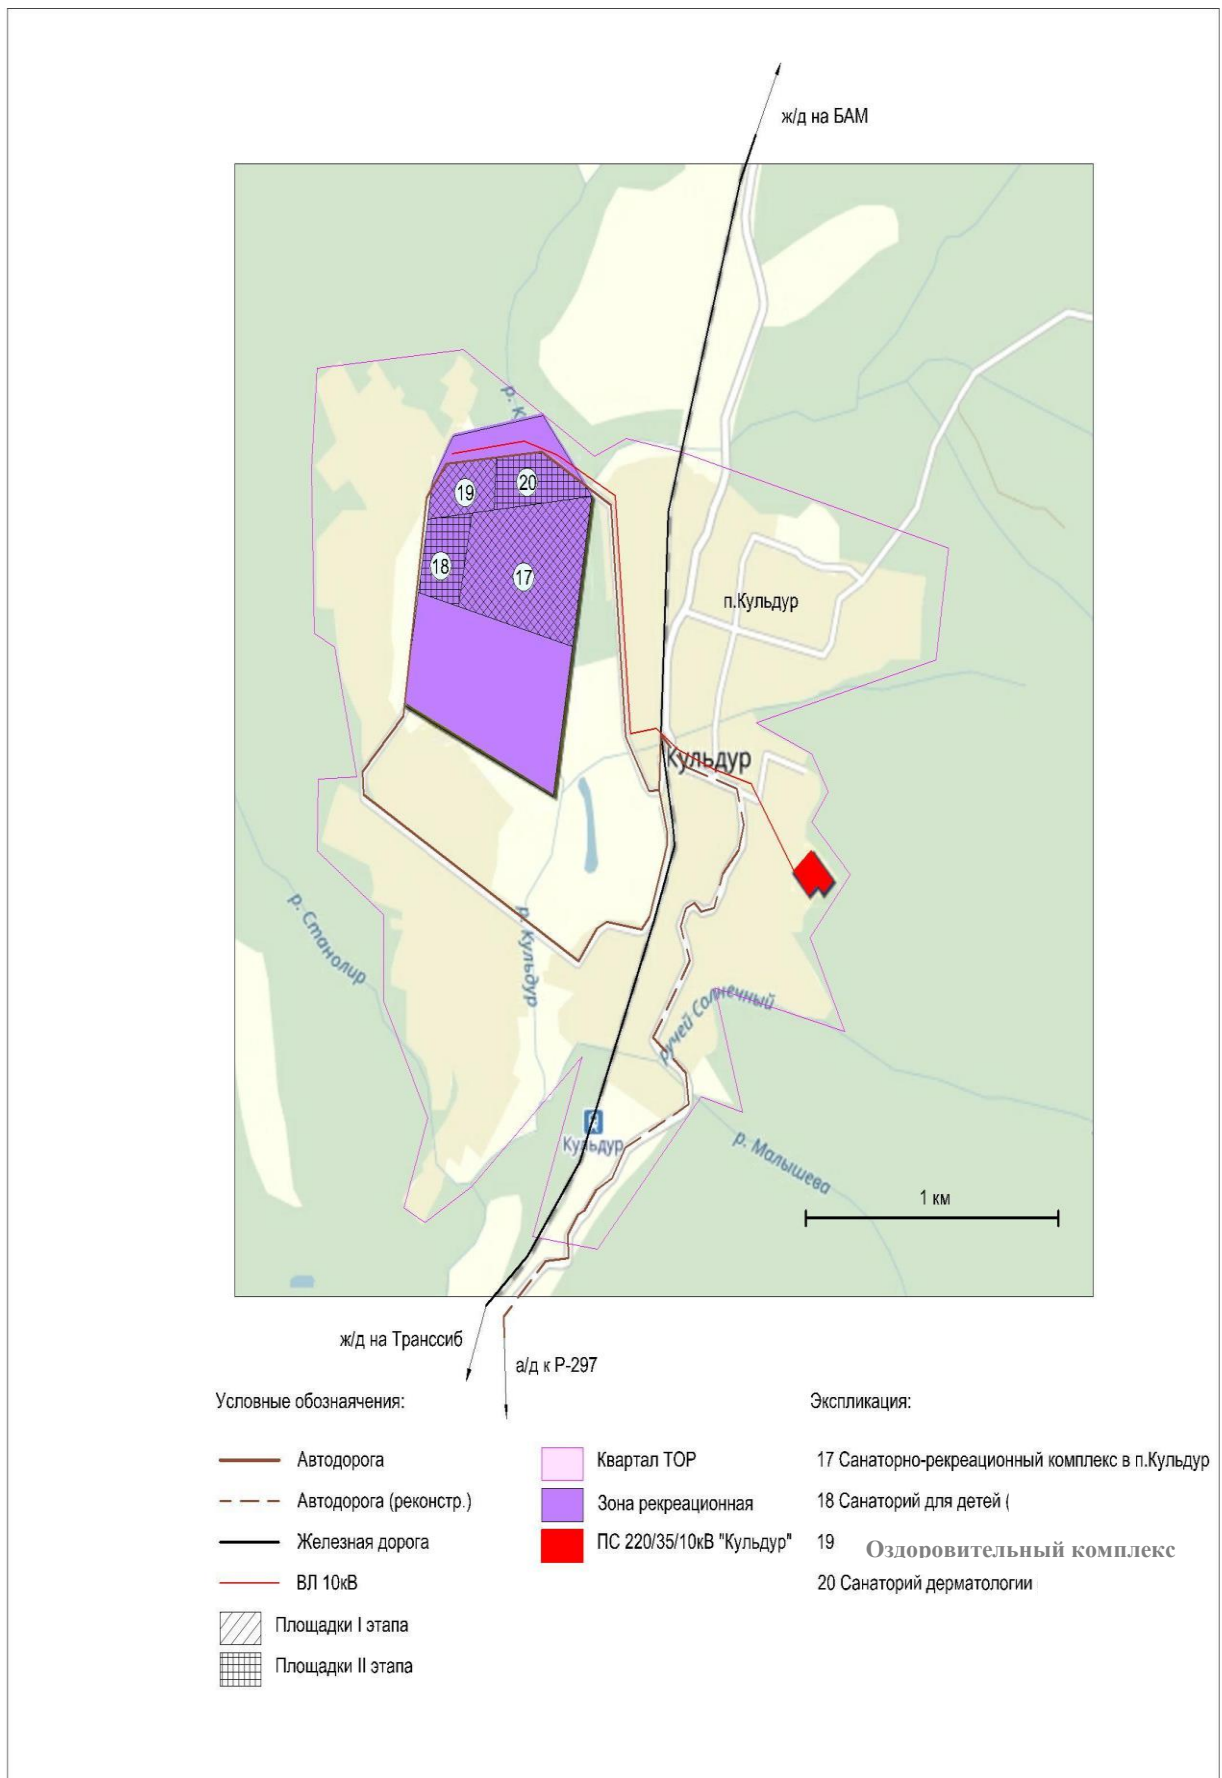 ж/д на БАМ
р. К
19
20
18
17
п.Кульдур
Кульдур
р. Станолир
р. Кульдур
ручей Солнечный
Кульдур
р. Малышева
1 км
ж/д на Транссиб
а/д к Р-297
Условные обознаячения:
Автодорога
Автодорога (реконстр.)
Железная дорога
ВЛ 10кВ
Площадки I этапа
Площадки II этапа
Квартал ТОР
Зона рекреационная
ПС 220/35/10кВ "Кульдур"
Экспликация:
17 Санаторно-рекреационный комплекс в п.Кульдур
18 Санаторий для детей (
19 Оздоровительный комплекс
20 Санаторий дерматологии